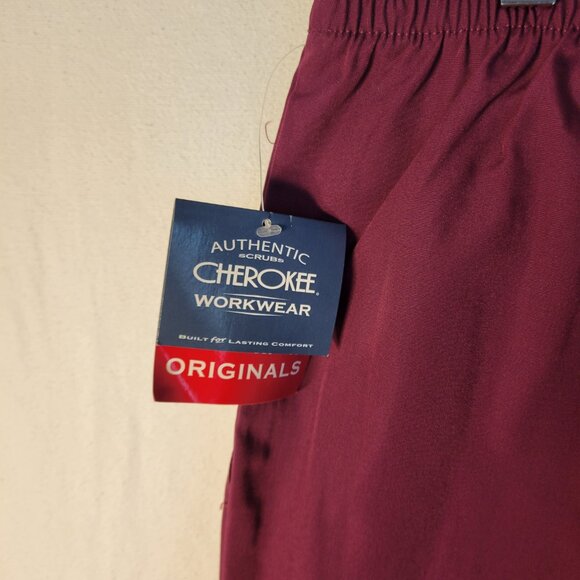 AUTHENTIC
SCRUBS
CHEROKEE®
WORKWEAR
BUILT for LASTING COMFORT
ORIGINALS